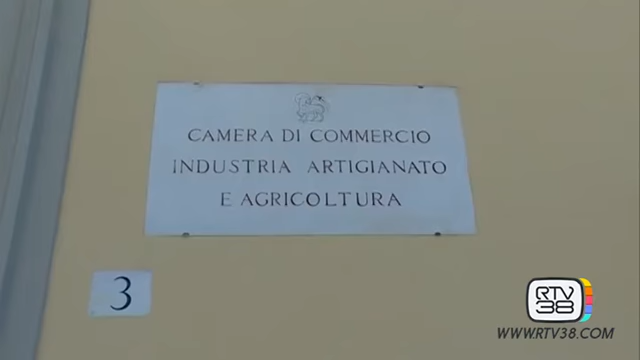 CAMERA DI COMMERCIO
INDUSTRIA ARTIGIANATO
E AGRICOLTURA
3
RTV
38
WWW.RTV38.COM